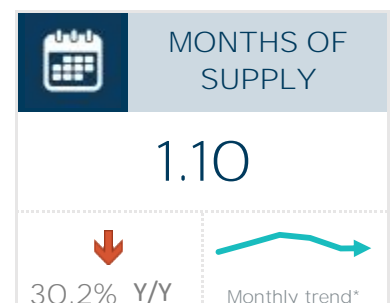 MONTHS OF
SUPPLY
1.10
30.2% Y/Y
Monthly trend*